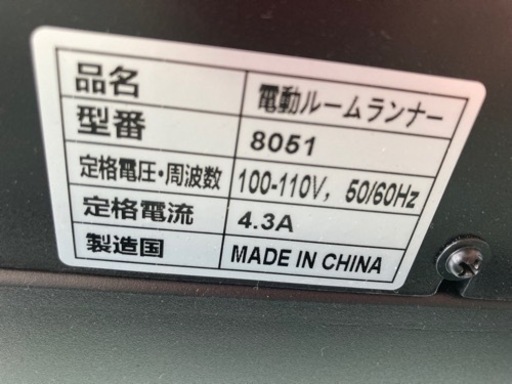 品名 電動ルームランナー
型番 8051
定格電圧・周波数 100-110V, 50/60Hz
定格電流 4.3A
製造国 MADE IN CHINA